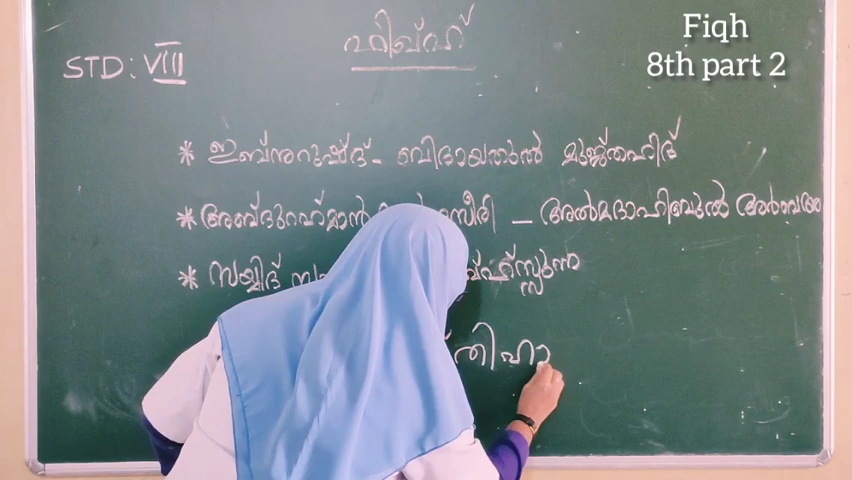 Fiqh
8th part 2
ഫിഖ്ഹ്
STD: VIII
* ഇബ്നുറുഷ്ദ് - ബിദായതുൽ മുജ്തഹിദ്
* അബ്ദുറഹ്മാൻ - അൽമദാഹിബുൽ അർബഅ
* സയ്യിദ്
തിഹാ